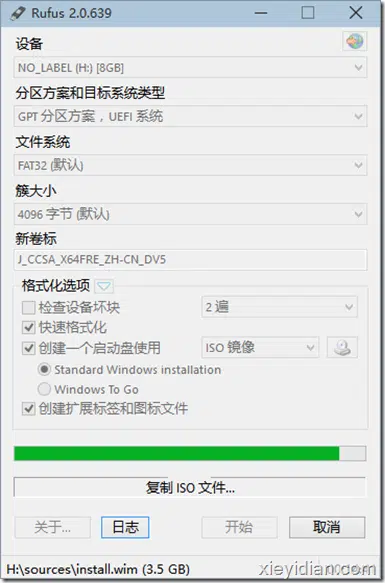 Rufus 2.0.639
设备
NO_LABEL (H:) [8GB]
分区方案和目标系统类型
GPT 分区方案，UEFI 系统
文件系统
FAT32 (默认)
簇大小
4096 字节 (默认)
新卷标
J_CCSA_X64FRE_ZH-CN_DV5
格式化选项
检查设备坏块 2 遍
快速格式化
创建一个启动盘使用 ISO 镜像
Standard Windows installation
Windows To Go
创建扩展标签和图标文件
复制 ISO 文件...
关于... 日志 开始 取消
H:\sources\install.wim (3.5 GB)
xieyidian.com